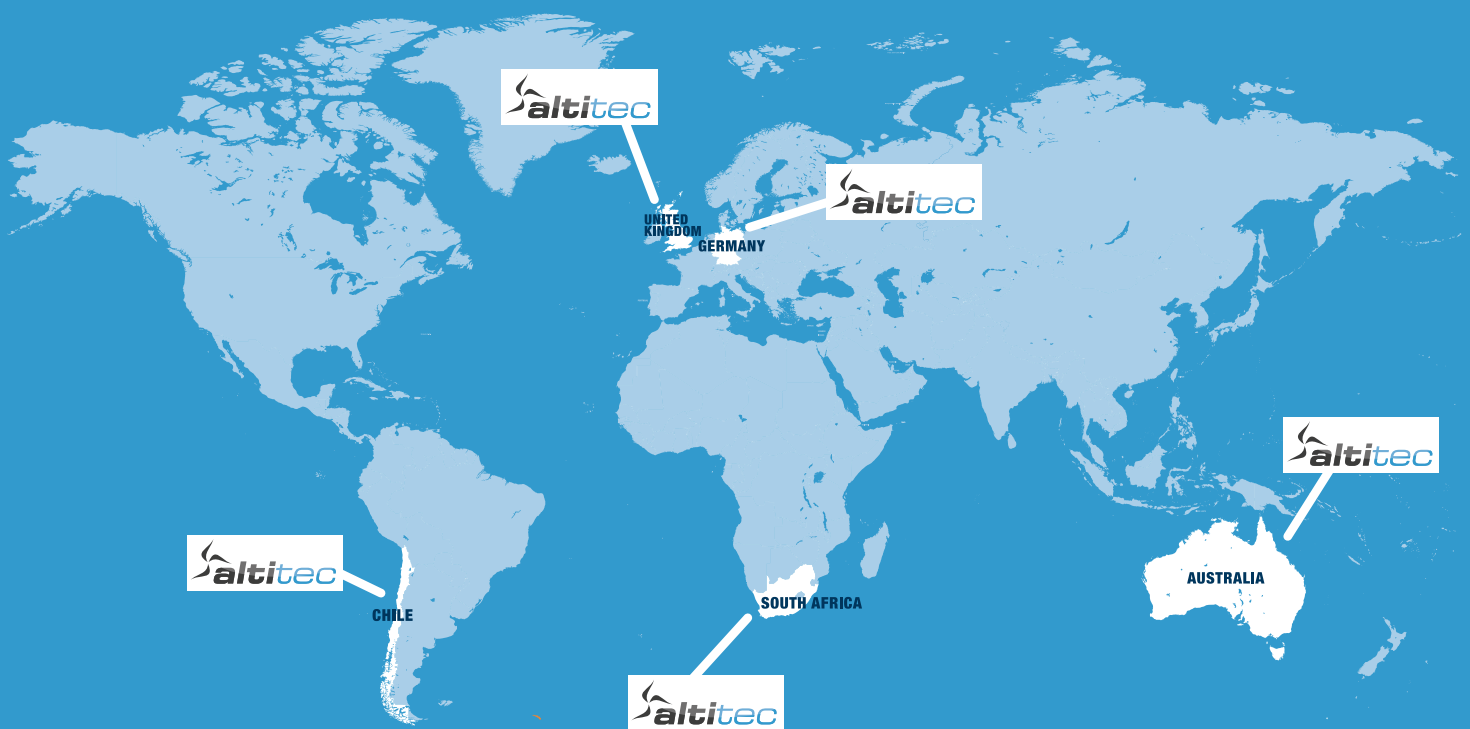 altitec
altitec
UNITED
KINGDOM
GERMANY
altitec
altitec
AUSTRALIA
CHILE
SOUTH AFRICA
altitec